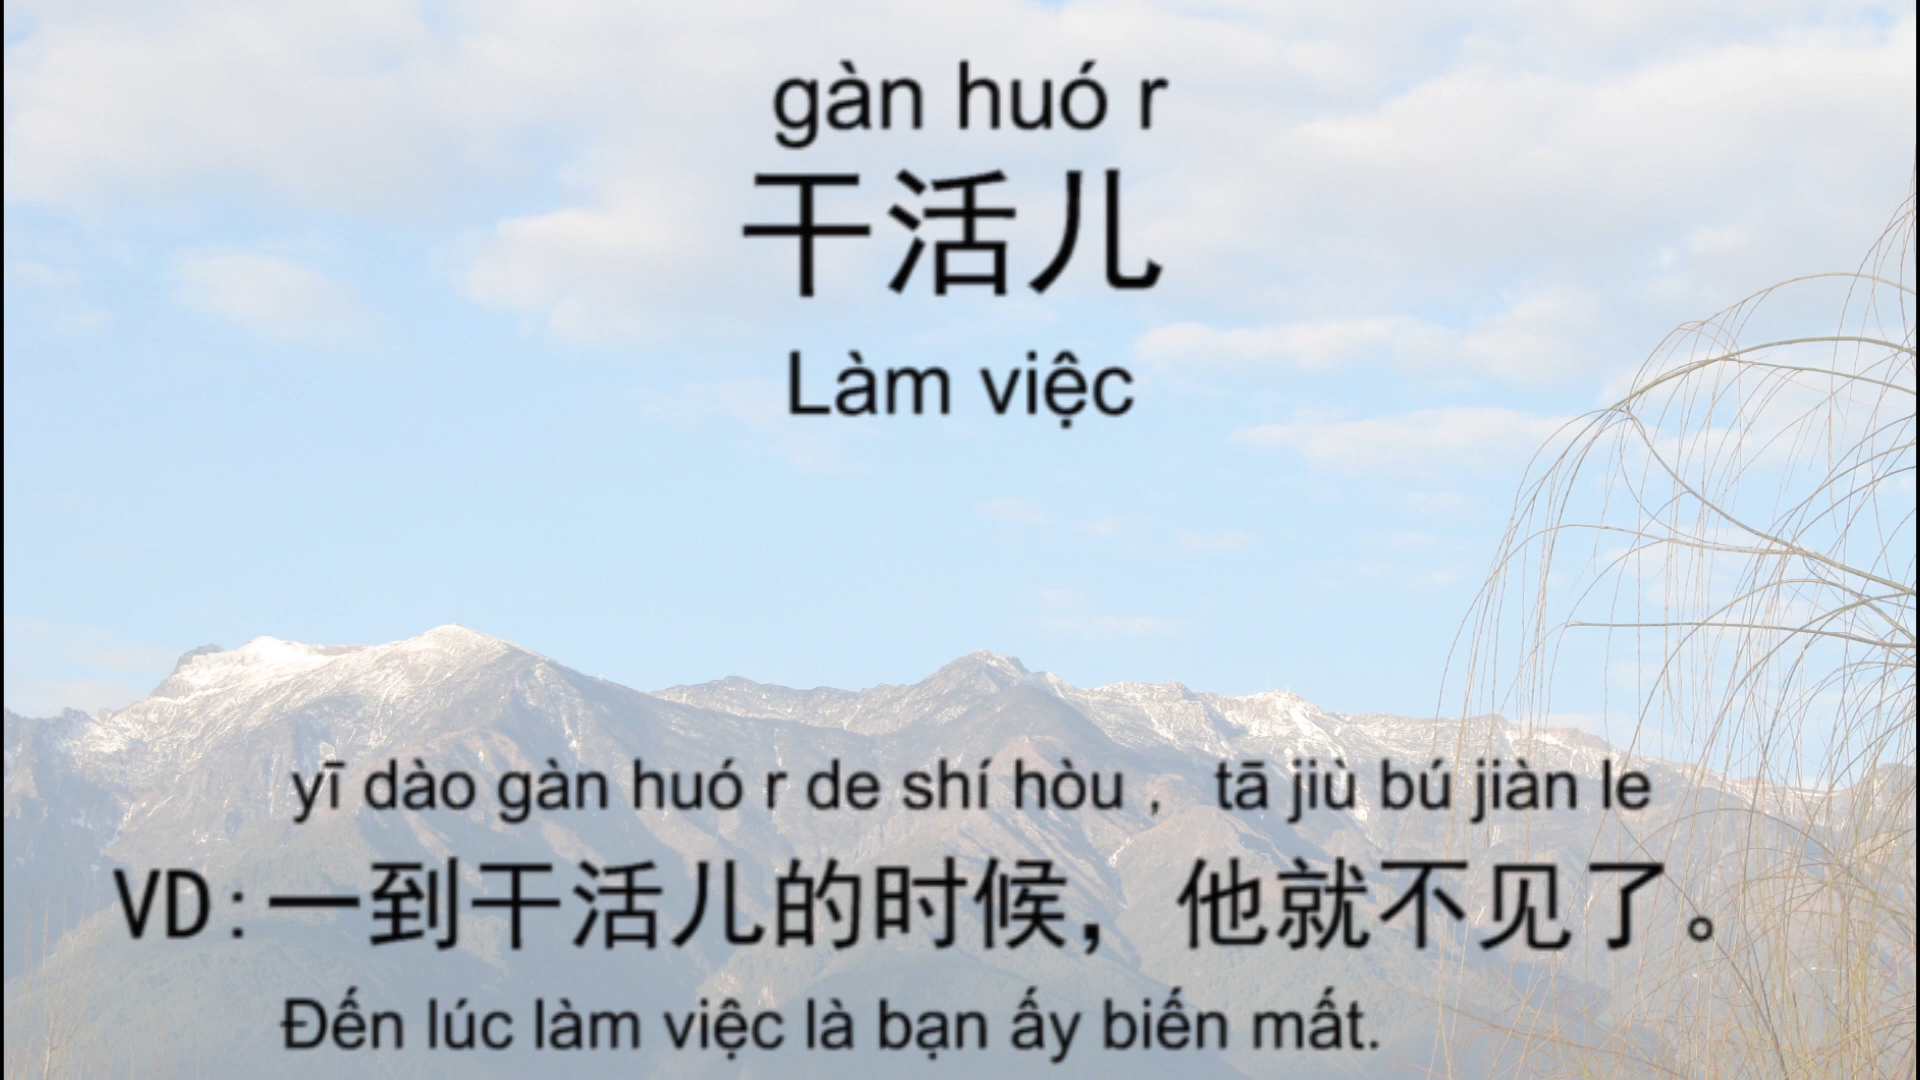 gàn huó r
干活儿
Làm việc
yī dào gàn huó r de shí hòu ， tā jiù bú jiàn le
VD:一到干活儿的时候，他就不见了。
Đến lúc làm việc là bạn ấy biến mất.